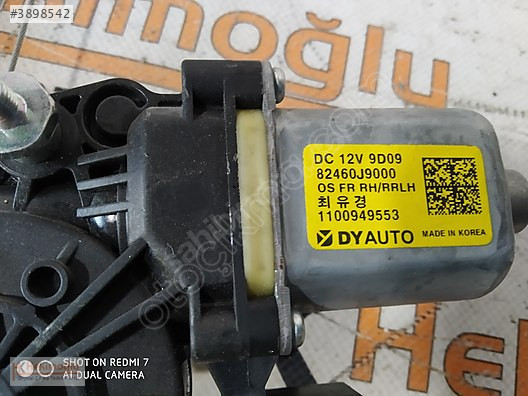 #3898542
imoğlu
DC 12V 9D09
82460J9000
OS FR RH/RRLH
최 유 경
1100949553
DYAUTO MADE IN KOREA
SHOT ON REDMI 7
AI DUAL CAMERA